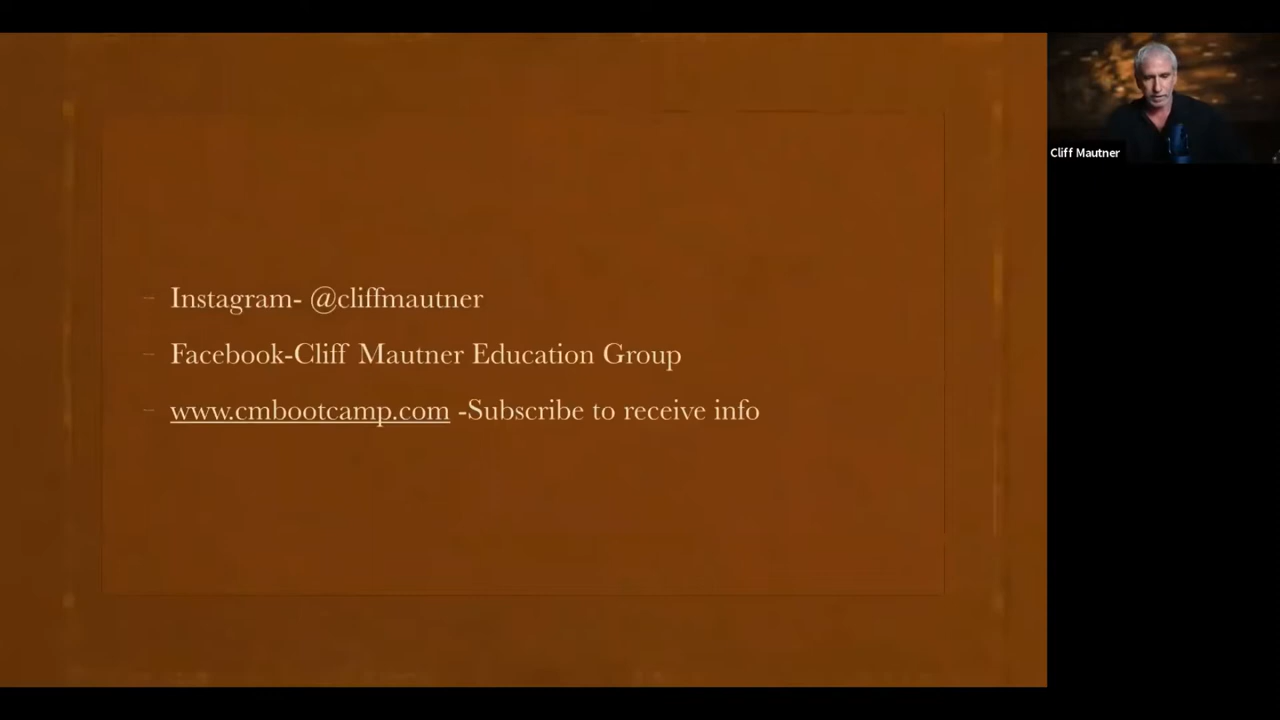 – Instagram- @cliffmautner
– Facebook-Cliff Mautner Education Group
– www.cmbootcamp.com -Subscribe to receive info
Cliff Mautner